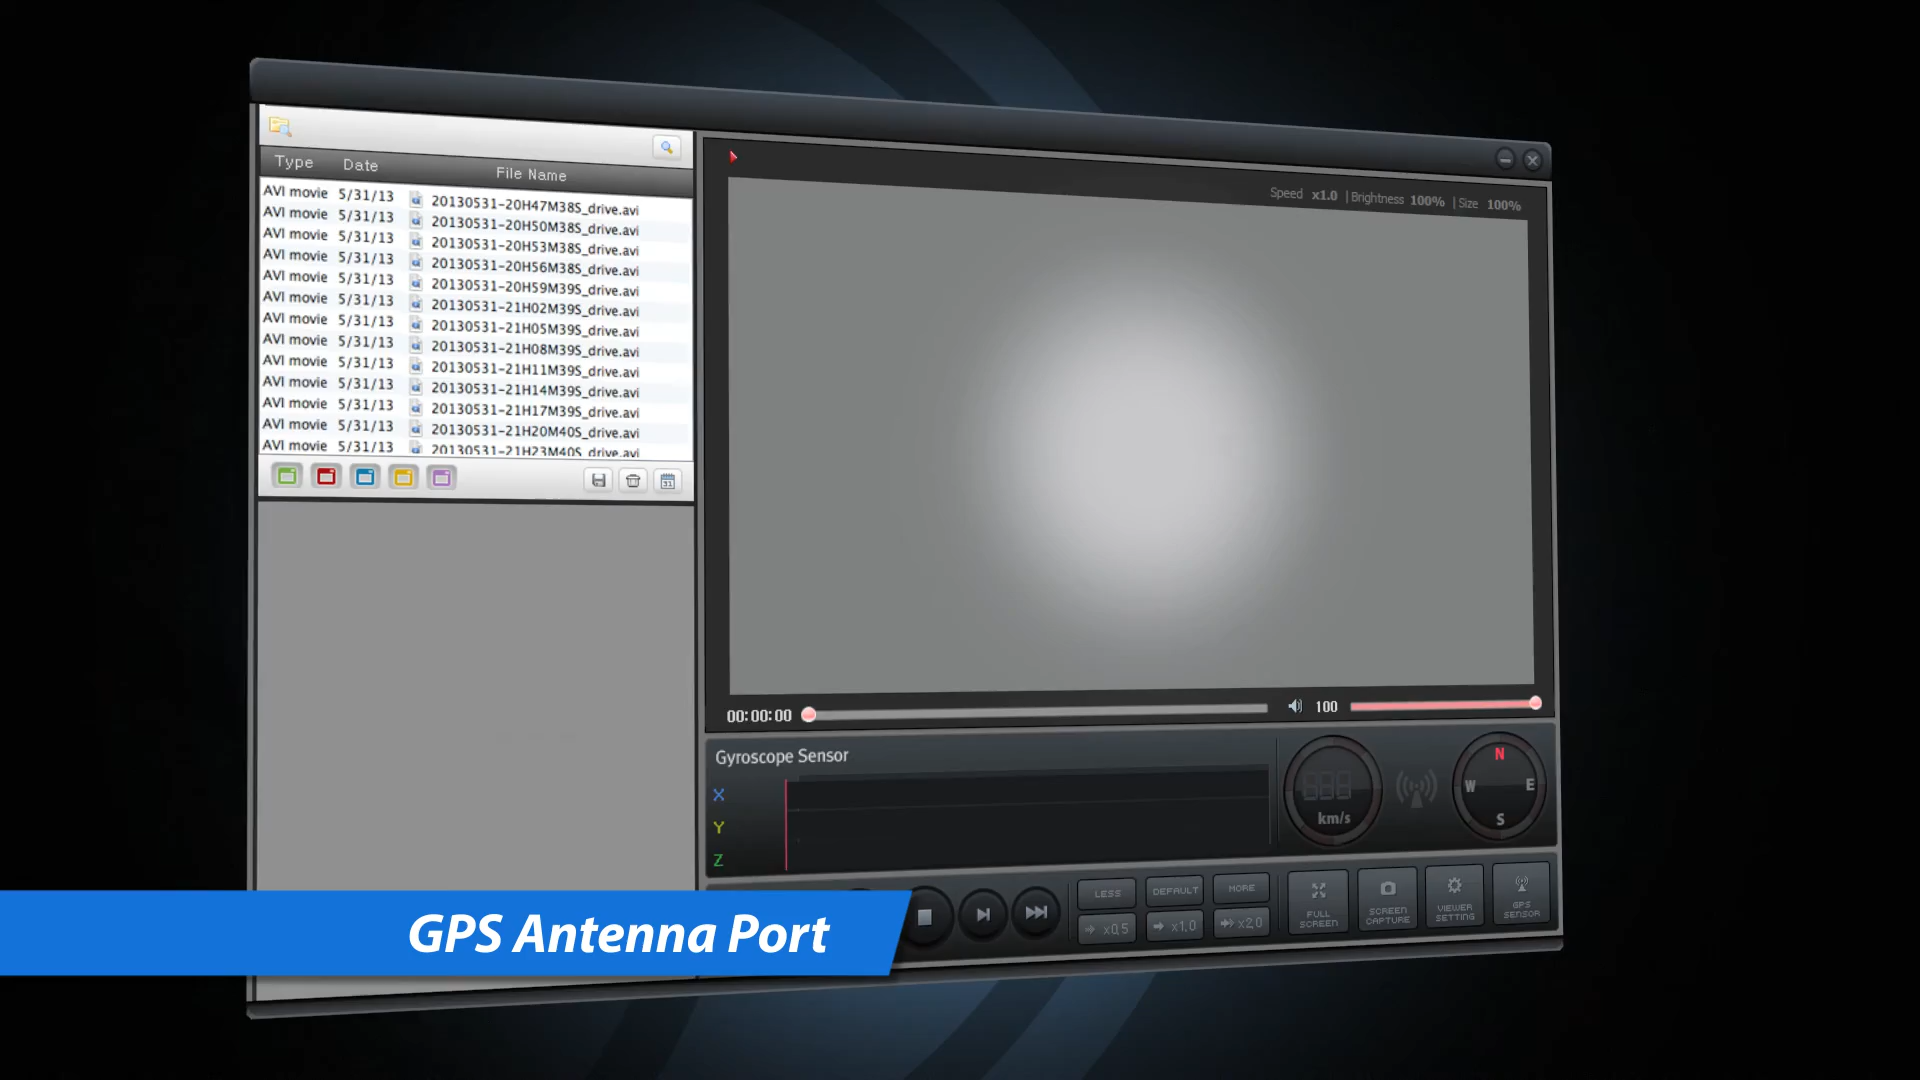 Type Date File Name
AVI movie 5/31/13 20130531-20H47M38S_drive.avi
AVI movie 5/31/13 20130531-20H50M38S_drive.avi
AVI movie 5/31/13 20130531-20H53M38S_drive.avi
AVI movie 5/31/13 20130531-20H56M38S_drive.avi
AVI movie 5/31/13 20130531-20H59M39S_drive.avi
AVI movie 5/31/13 20130531-21H02M39S_drive.avi
AVI movie 5/31/13 20130531-21H05M39S_drive.avi
AVI movie 5/31/13 20130531-21H08M39S_drive.avi
AVI movie 5/31/13 20130531-21H11M39S_drive.avi
AVI movie 5/31/13 20130531-21H14M39S_drive.avi
AVI movie 5/31/13 20130531-21H17M39S_drive.avi
AVI movie 5/31/13 20130531-21H20M40S_drive.avi
AVI movie 5/31/13 20130531-21H23M40S_drive.avi
31
Speed x1.0 | Brightness 100% | Size 100%
00:00:00
100
Gyroscope Sensor
X
Y
Z
km/s
N
W E
S
LESS DEFAULT MORE
x0.5 x1.0 x2.0
FULL SCREEN
SCREEN CAPTURE
VIEWER SETTING
GPS SENSOR
GPS Antenna Port